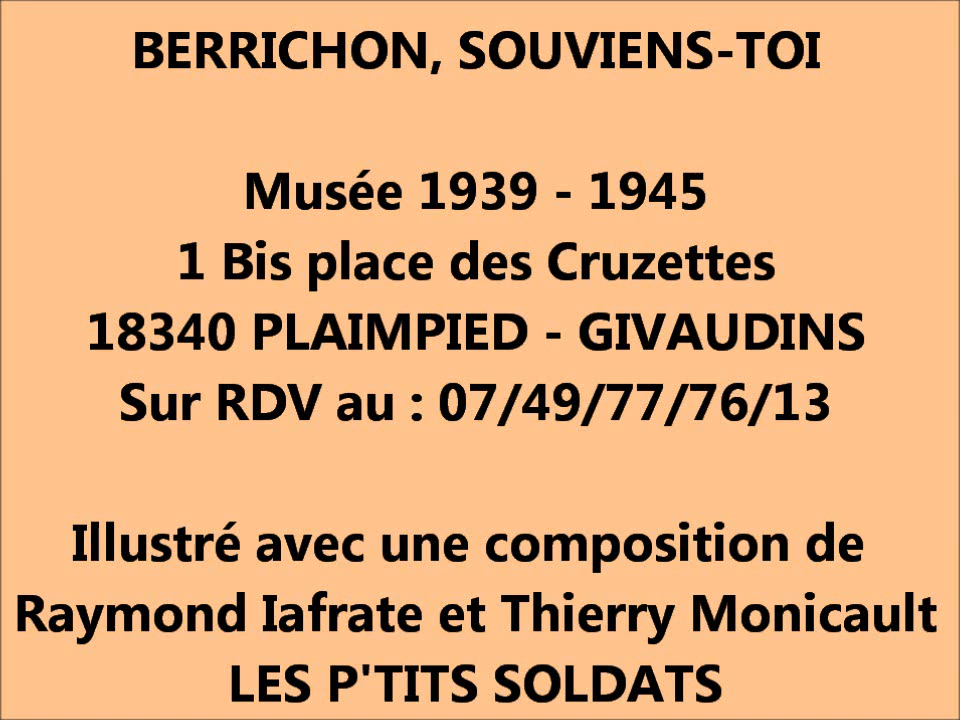 BERRICHON, SOUVIENS-TOI
Musée 1939 - 1945
1 Bis place des Cruzettes
18340 PLAIMPIED - GIVAUDINS
Sur RDV au : 07/49/77/76/13
Illustré avec une composition de
Raymond Iafrate et Thierry Monicault
LES P'TITS SOLDATS